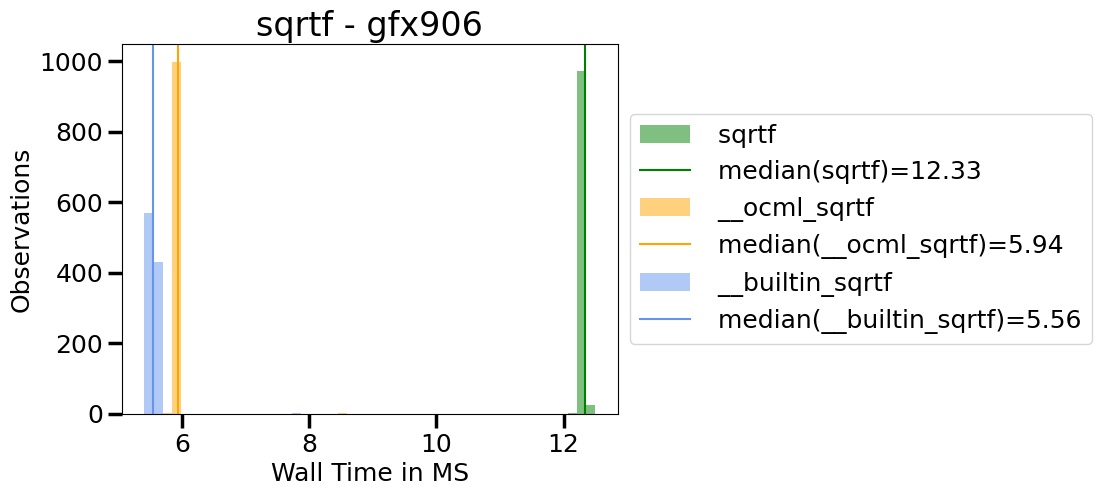 sqrtf - gfx906
1000
800
600
400
200
0
Observations
6
8
10
12
Wall Time in MS
sqrtf
median(sqrtf)=12.33
__ocml_sqrtf
median(__ocml_sqrtf)=5.94
__builtin_sqrtf
median(__builtin_sqrtf)=5.56